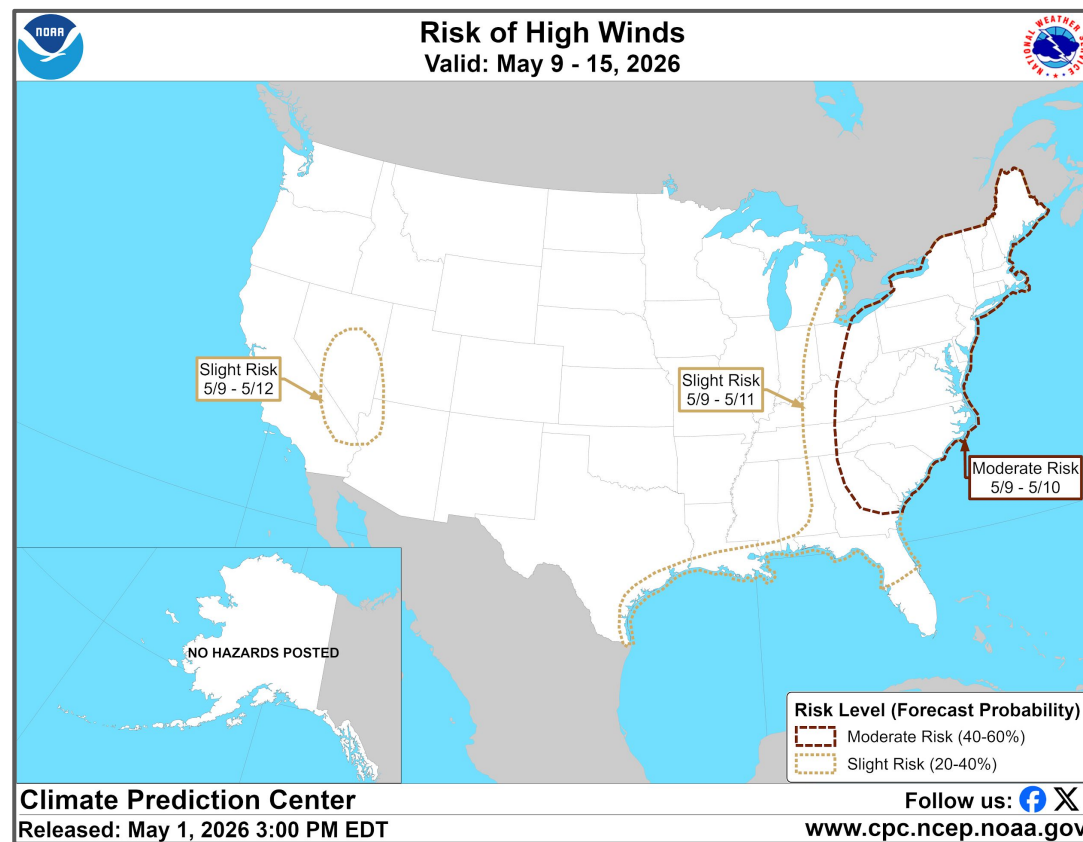 NOAA
Risk of High Winds
Valid: May 9 - 15, 2026
NATIONAL WEATHER SERVICE
Slight Risk
5/9 - 5/12
Slight Risk
5/9 - 5/11
Moderate Risk
5/9 - 5/10
NO HAZARDS POSTED
Risk Level (Forecast Probability)
Moderate Risk (40-60%)
Slight Risk (20-40%)
Climate Prediction Center
Follow us:
Released: May 1, 2026 3:00 PM EDT
www.cpc.ncep.noaa.gov